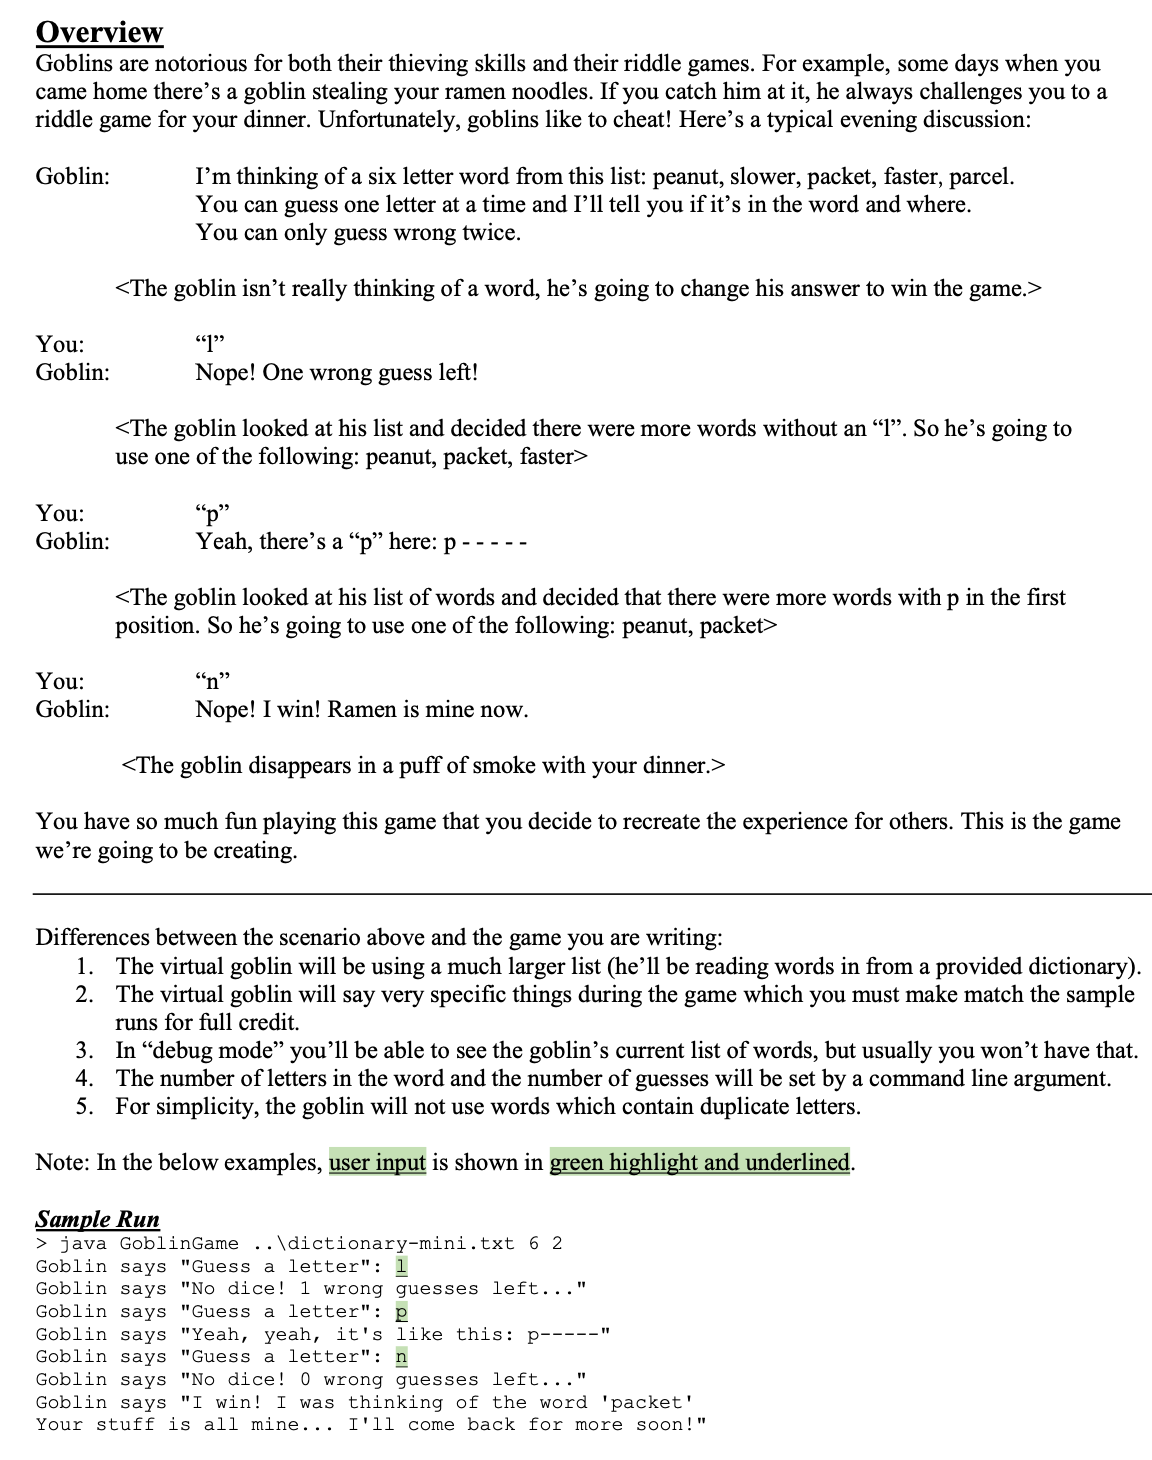 Overview
Goblins are notorious for both their thieving skills and their riddle games. For example, some days when you
came home there’s a goblin stealing your ramen noodles. If you catch him at it, he always challenges you to a
riddle game for your dinner. Unfortunately, goblins like to cheat! Here’s a typical evening discussion:
Goblin: I’m thinking of a six letter word from this list: peanut, slower, packet, faster, parcel.
You can guess one letter at a time and I’ll tell you if it’s in the word and where.
You can only guess wrong twice.
<The goblin isn’t really thinking of a word, he’s going to change his answer to win the game.>
You: “l”
Goblin: Nope! One wrong guess left!
<The goblin looked at his list and decided there were more words without an “l”. So he’s going to
use one of the following: peanut, packet, faster>
You: “p”
Goblin: Yeah, there’s a “p” here: p - - - - -
<The goblin looked at his list of words and decided that there were more words with p in the first
position. So he’s going to use one of the following: peanut, packet>
You: “n”
Goblin: Nope! I win! Ramen is mine now.
<The goblin disappears in a puff of smoke with your dinner.>
You have so much fun playing this game that you decide to recreate the experience for others. This is the game
we’re going to be creating.
Differences between the scenario above and the game you are writing:
1. The virtual goblin will be using a much larger list (he’ll be reading words in from a provided dictionary).
2. The virtual goblin will say very specific things during the game which you must make match the sample
runs for full credit.
3. In “debug mode” you’ll be able to see the goblin’s current list of words, but usually you won’t have that.
4. The number of letters in the word and the number of guesses will be set by a command line argument.
5. For simplicity, the goblin will not use words which contain duplicate letters.
Note: In the below examples, user input is shown in green highlight and underlined.
Sample Run
> java GoblinGame ..\dictionary-mini.txt 6 2
Goblin says "Guess a letter": l
Goblin says "No dice! 1 wrong guesses left..."
Goblin says "Guess a letter": p
Goblin says "Yeah, yeah, it's like this: p-----"
Goblin says "Guess a letter": n
Goblin says "No dice! 0 wrong guesses left..."
Goblin says "I win! I was thinking of the word 'packet'
Your stuff is all mine... I'll come back for more soon!"